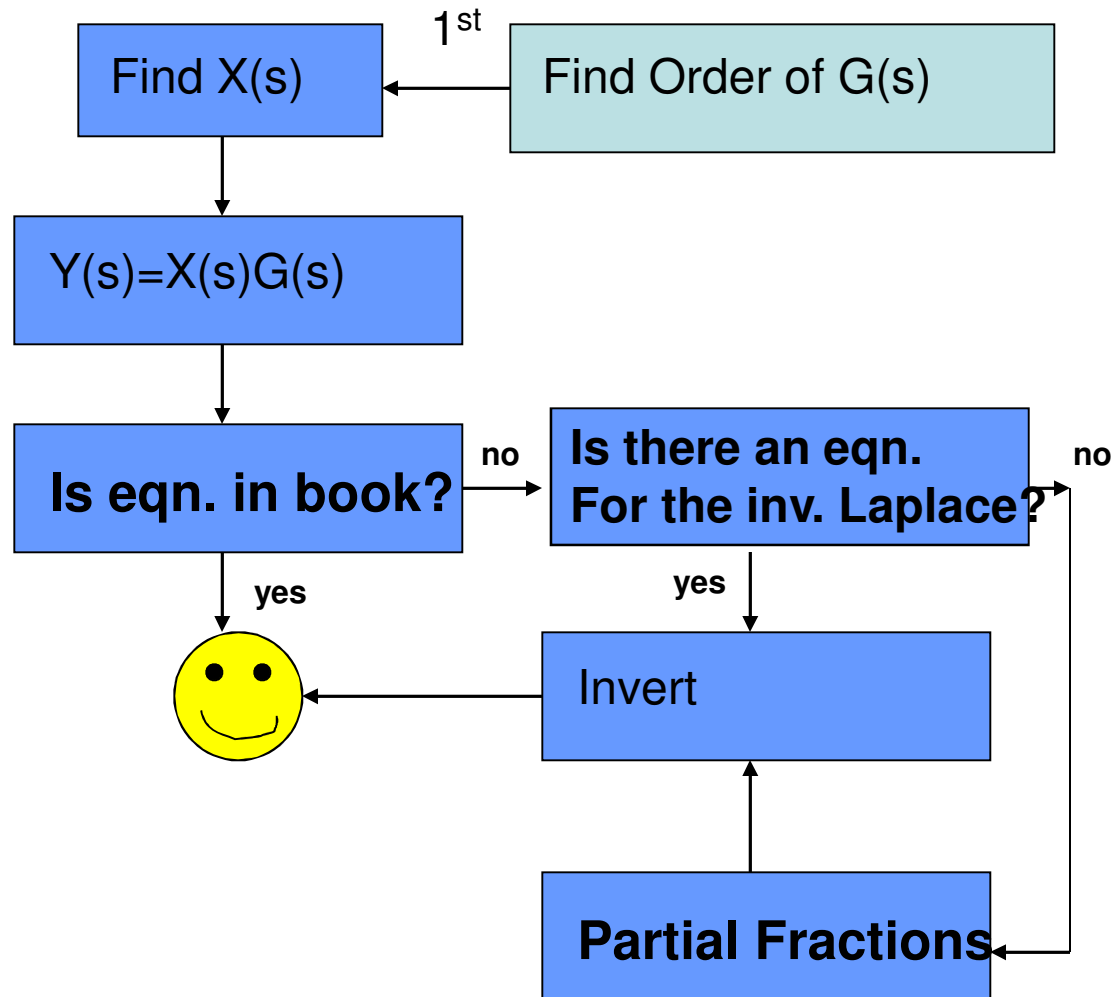 1st
Find X(s)
Find Order of G(s)
Y(s)=X(s)G(s)
Is eqn. in book?
no
Is there an eqn.
For the inv. Laplace?
no
yes
yes
Invert
Partial Fractions